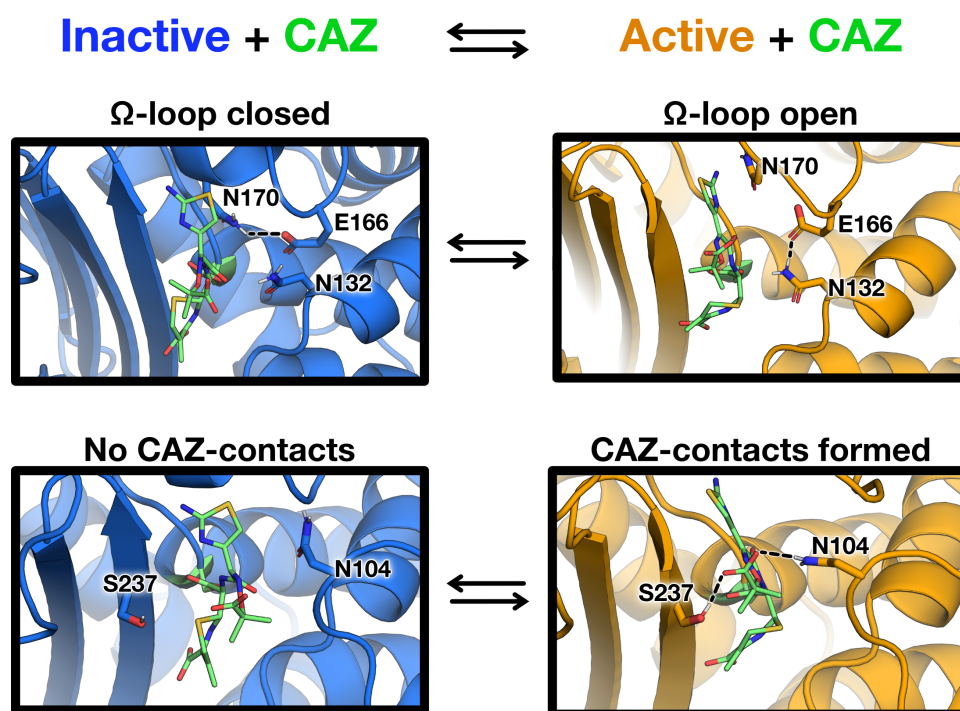 Inactive + CAZ
Active + CAZ
Ω-loop closed
Ω-loop open
N170
E166
N132
N170
E166
N132
No CAZ-contacts
CAZ-contacts formed
S237
N104
S237
N104